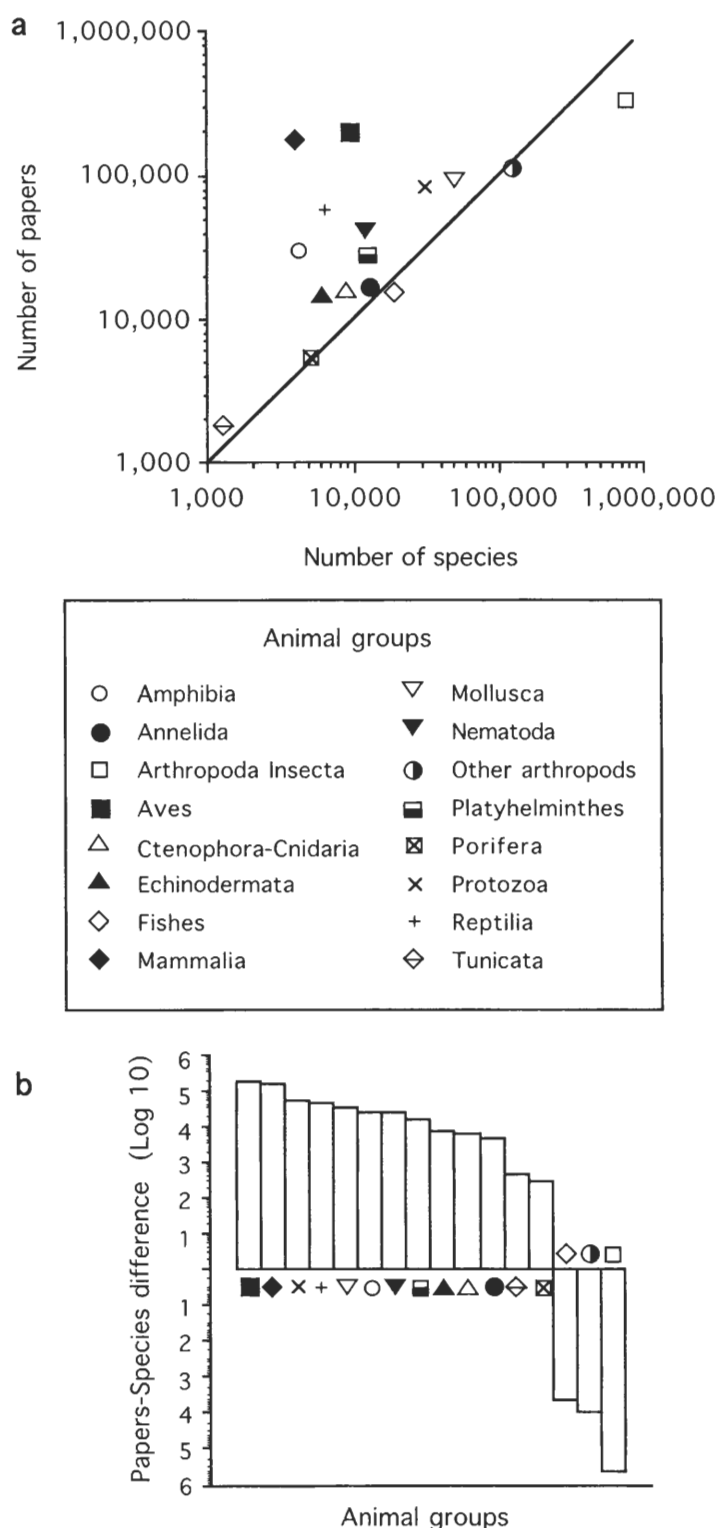 a
1,000,000
100,000
10,000
1,000
Number of papers
1,000 10,000 100,000 1,000,000
Number of species
Animal groups
Amphibia
Annelida
Arthropoda Insecta
Aves
Ctenophora-Cnidaria
Echinodermata
Fishes
Mammalia
Mollusca
Nematoda
Other arthropods
Platyhelminthes
Porifera
Protozoa
Reptilia
Tunicata
b
Papers-Species difference (Log 10)
6
5
4
3
2
1
1
2
3
4
5
6
Animal groups